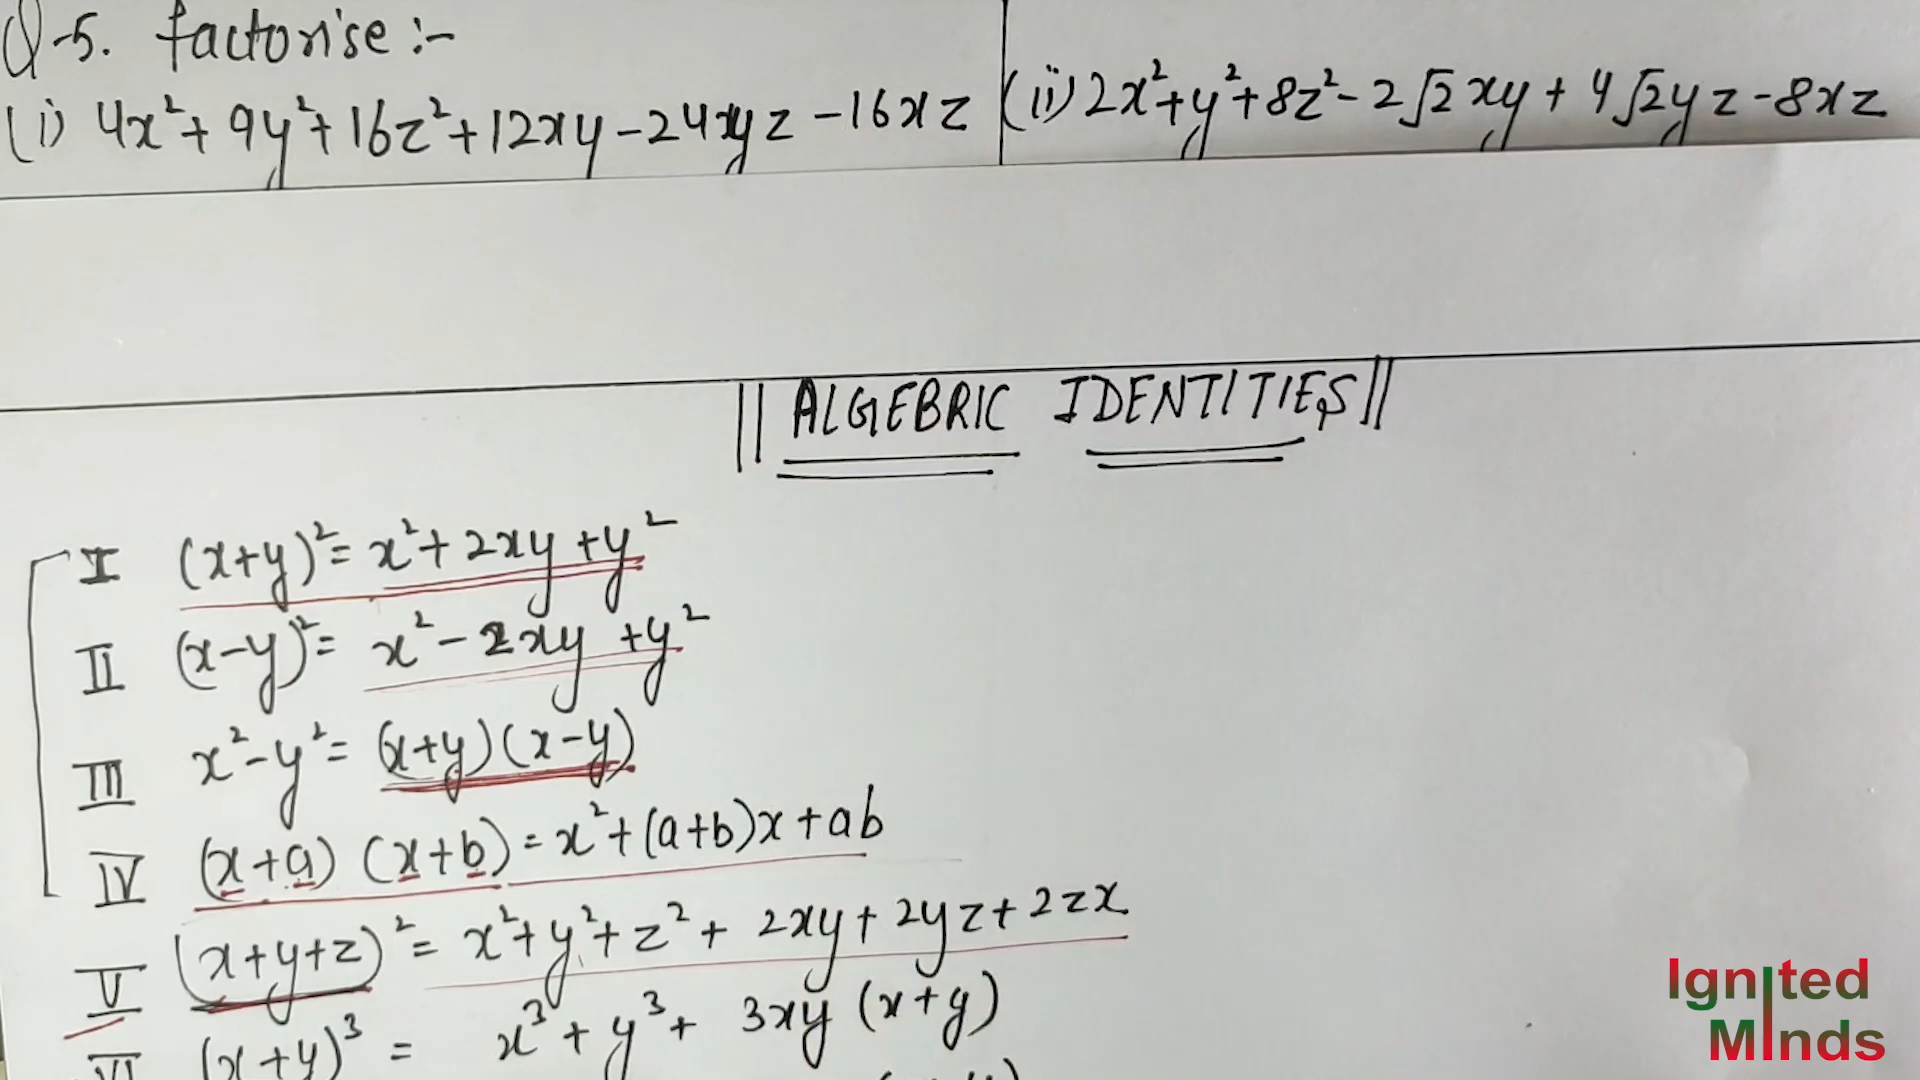 Q-5. factorise :-
(i) 4x²+ 9y²+ 16z²+12xy - 24yz - 16xz
(ii) 2x²+y²+8z²- 2√2xy + 4√2yz - 8xz
|| ALGEBRIC IDENTITIES ||
I (x+y)²= x²+ 2xy +y²
II (x-y)²= x² - 2xy +y²
III x²-y²= (x+y)(x-y)
IV (x+a) (x+b) = x²+(a+b)x+ab
V (x+y+z)² = x²+y²+z²+ 2xy+ 2yz+ 2zx
VI (x+y)³ = x³+y³+ 3xy (x+y)
Ignited
Minds